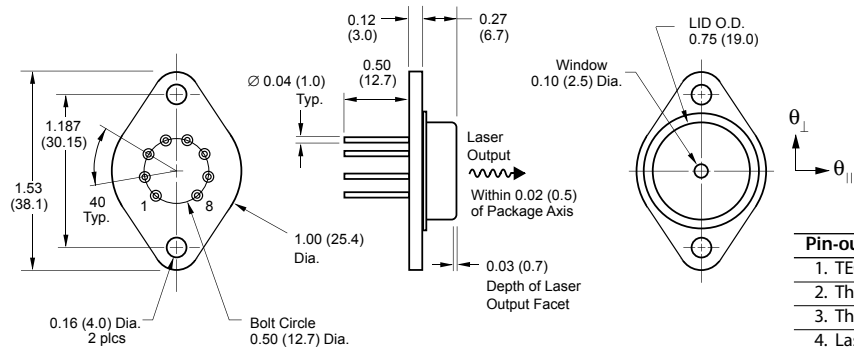 1.53
(38.1)
1.187
(30.15)
40
Typ.
1
8
0.16 (4.0) Dia.
2 plcs
Bolt Circle
0.50 (12.7) Dia.
1.00 (25.4)
Dia.
0.12
(3.0)
0.27
(6.7)
0.50
(12.7)
Ø 0.04 (1.0)
Typ.
Laser
Output
Within 0.02 (0.5)
of Package Axis
0.03 (0.7)
Depth of Laser
Output Facet
LID O.D.
0.75 (19.0)
Window
0.10 (2.5) Dia.
θ⊥
θ||
Pin-ou
1. TE
2. Th
3. Th
4. Las